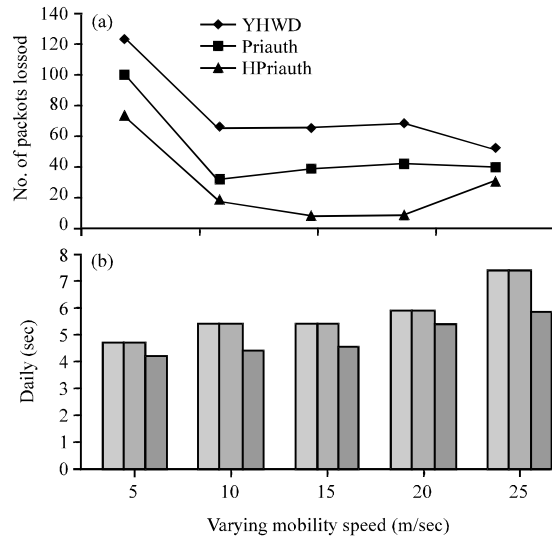 (a)
YHWD
Priauth
HPriauth
No. of packots lossod
140
120
100
80
60
40
20
0
(b)
Daily (sec)
8
7
6
5
4
3
2
1
0
5 10 15 20 25
Varying mobility speed (m/sec)